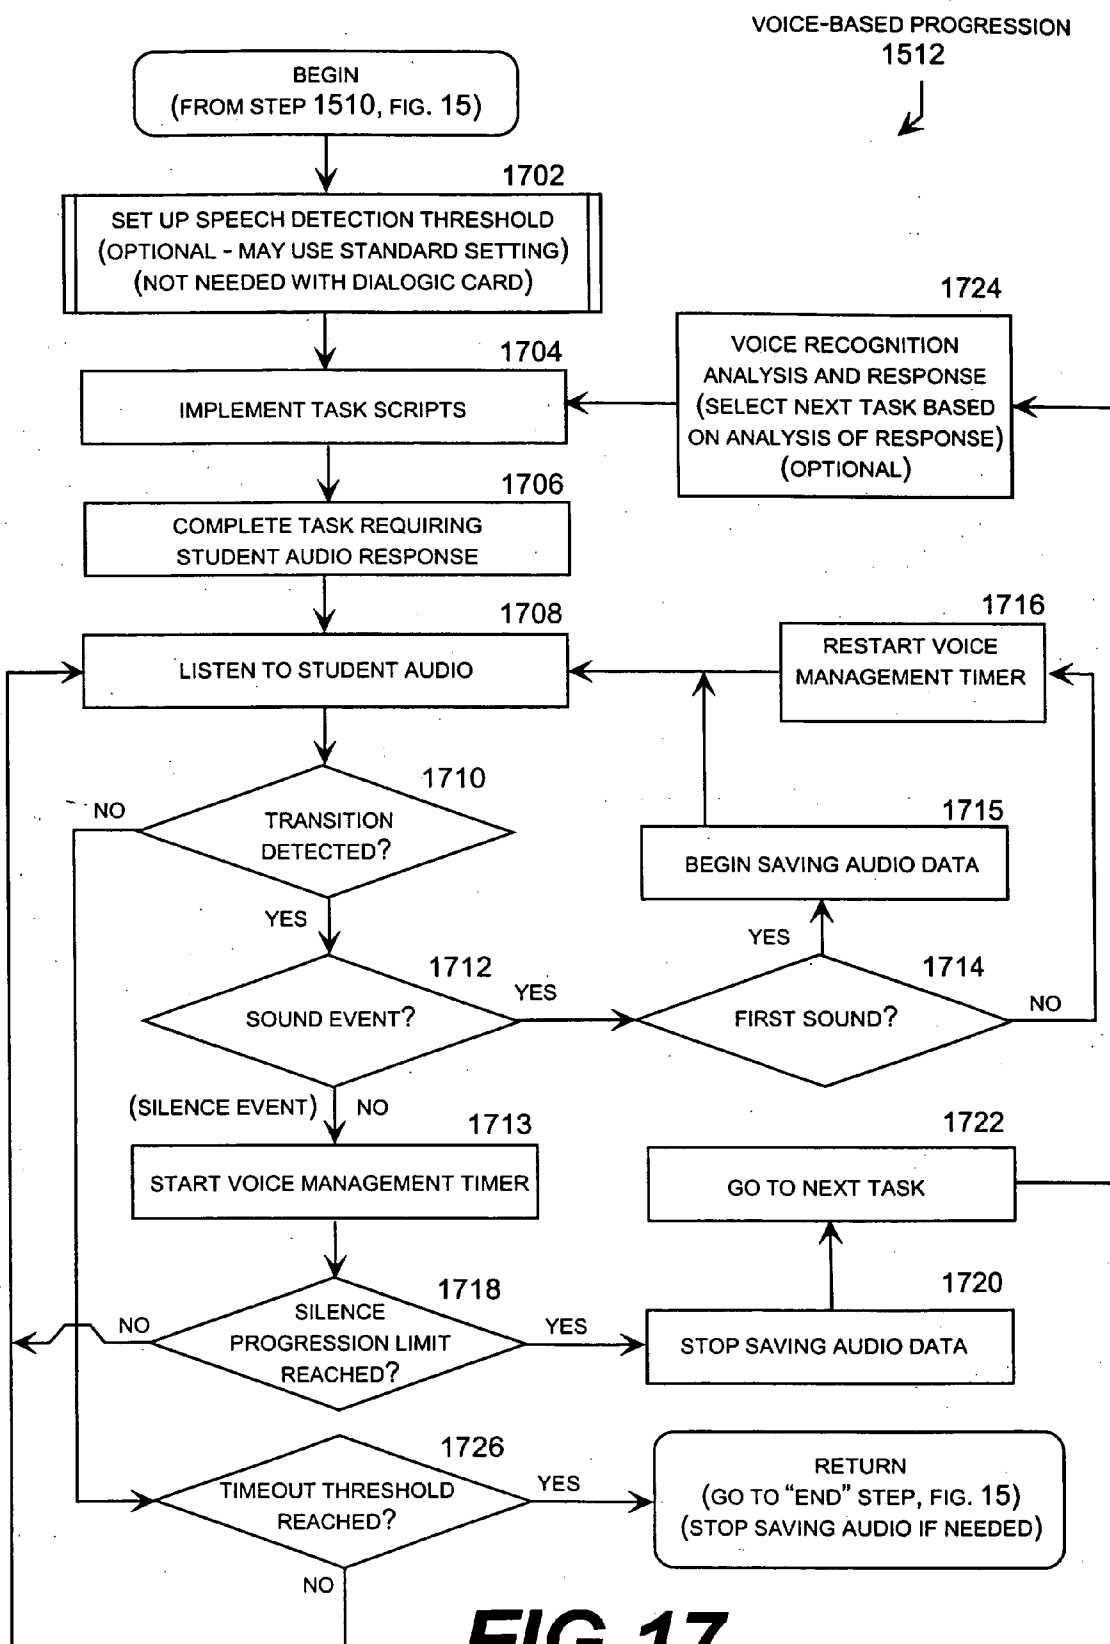 VOICE-BASED PROGRESSION
1512
BEGIN
(FROM STEP 1510, FIG. 15)
1702
SET UP SPEECH DETECTION THRESHOLD
(OPTIONAL - MAY USE STANDARD SETTING)
(NOT NEEDED WITH DIALOGIC CARD)
1724
VOICE RECOGNITION
ANALYSIS AND RESPONSE
(SELECT NEXT TASK BASED
ON ANALYSIS OF RESPONSE)
(OPTIONAL)
1704
IMPLEMENT TASK SCRIPTS
1706
COMPLETE TASK REQUIRING
STUDENT AUDIO RESPONSE
1708
LISTEN TO STUDENT AUDIO
1716
RESTART VOICE
MANAGEMENT TIMER
1710
NO
TRANSITION
DETECTED?
YES
1715
BEGIN SAVING AUDIO DATA
YES
1712
SOUND EVENT?
YES
1714
FIRST SOUND?
NO
(SILENCE EVENT)
NO
1713
START VOICE MANAGEMENT TIMER
1722
GO TO NEXT TASK
1718
NO
SILENCE
PROGRESSION LIMIT
REACHED?
YES
1720
STOP SAVING AUDIO DATA
1726
TIMEOUT THRESHOLD
REACHED?
YES
RETURN
(GO TO "END" STEP, FIG. 15)
(STOP SAVING AUDIO IF NEEDED)
NO
FIG 17